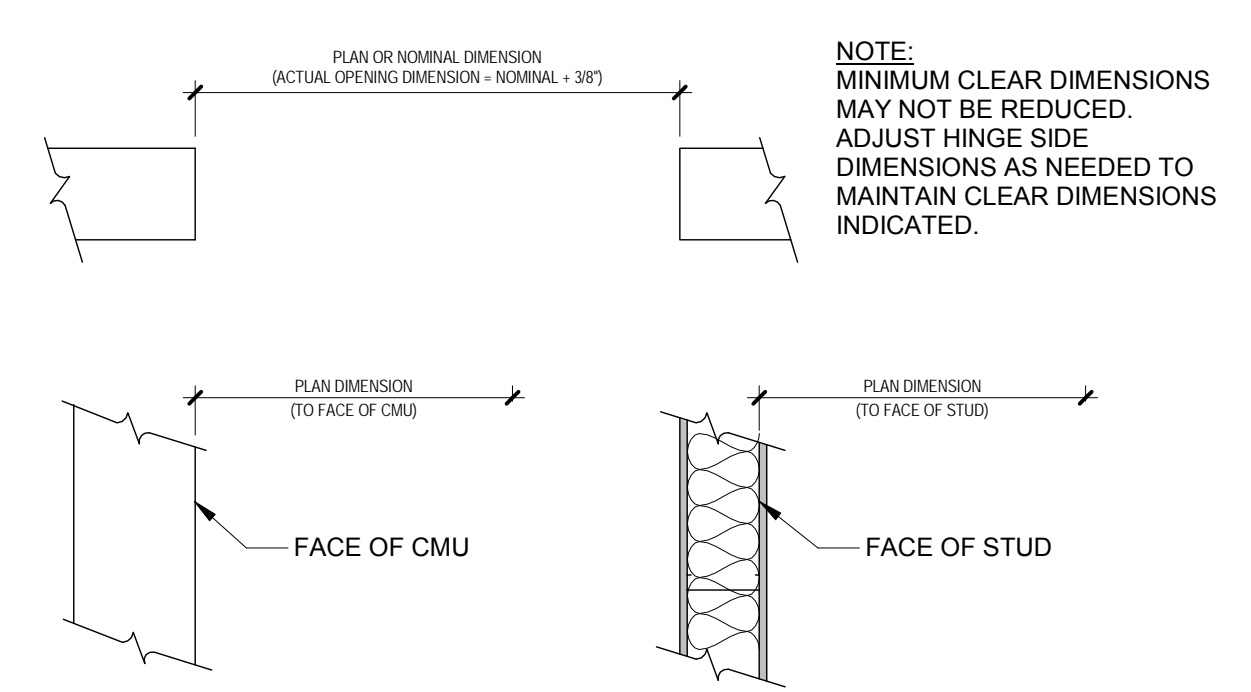 PLAN OR NOMINAL DIMENSION
(ACTUAL OPENING DIMENSION = NOMINAL + 3/8")
NOTE:
MINIMUM CLEAR DIMENSIONS
MAY NOT BE REDUCED.
ADJUST HINGE SIDE
DIMENSIONS AS NEEDED TO
MAINTAIN CLEAR DIMENSIONS
INDICATED.
PLAN DIMENSION
(TO FACE OF CMU)
FACE OF CMU
PLAN DIMENSION
(TO FACE OF STUD)
FACE OF STUD